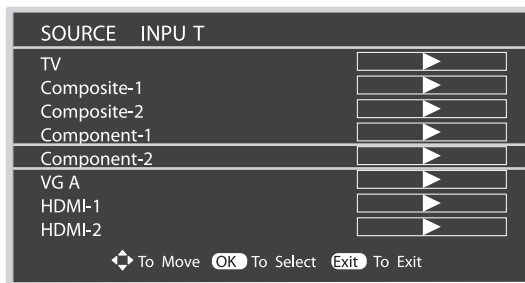 SOURCE INPU T
TV
Composite-1
Composite-2
Component-1
Component-2
VG A
HDMI-1
HDMI-2
To Move OK To Select Exit To Exit